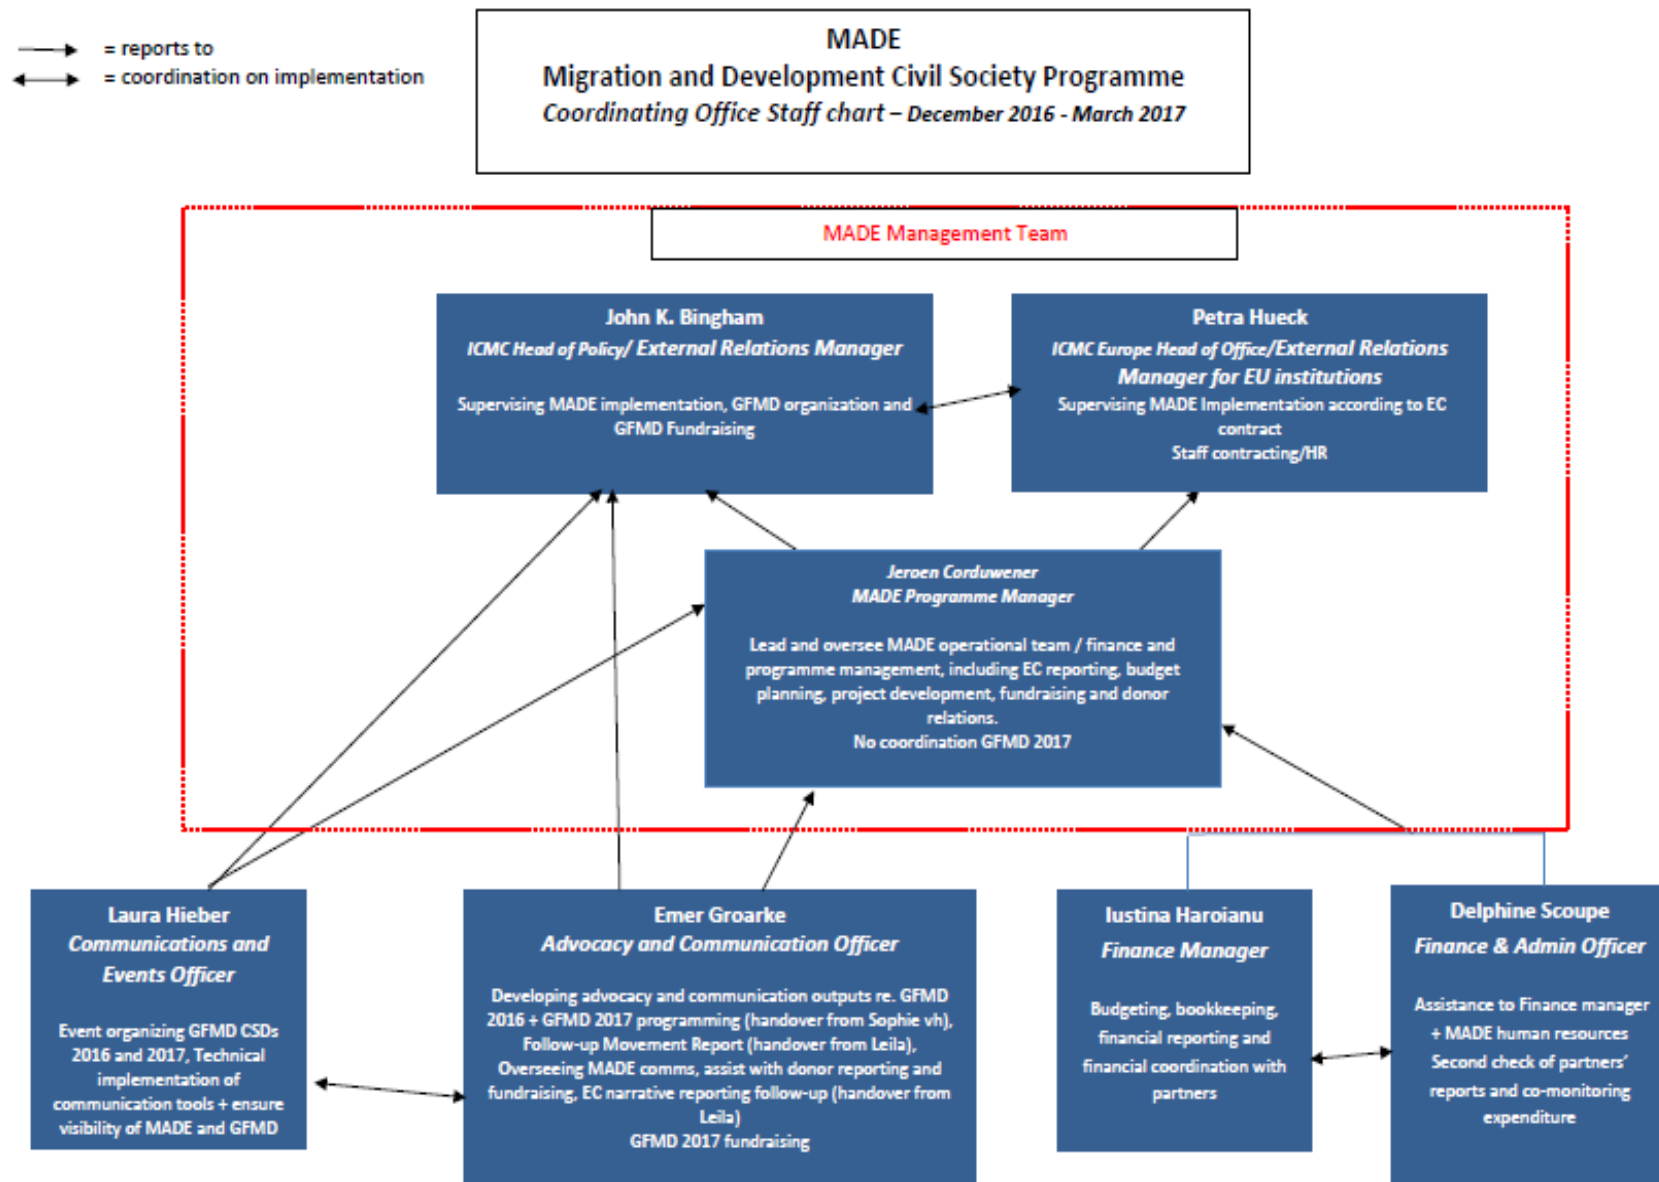 = reports to
= coordination on implementation
MADE
Migration and Development Civil Society Programme
Coordinating Office Staff chart – December 2016 - March 2017
MADE Management Team
John K. Bingham
ICMC Head of Policy/ External Relations Manager
Supervising MADE implementation, GFMD organization and
GFMD Fundraising
Petra Hueck
ICMC Europe Head of Office/External Relations
Manager for EU institutions
Supervising MADE Implementation according to EC
contract
Staff contracting/HR
Jeroen Corduwener
MADE Programme Manager
Lead and oversee MADE operational team / finance and
programme management, including EC reporting, budget
planning, project development, fundraising and donor
relations.
No coordination GFMD 2017
Laura Hieber
Communications and
Events Officer
Event organizing GFMD CSDs
2016 and 2017, Technical
implementation of
communication tools + ensure
visibility of MADE and GFMD
Emer Groarke
Advocacy and Communication Officer
Developing advocacy and communication outputs re. GFMD
2016 + GFMD 2017 programming (handover from Sophie vh),
Follow-up Movement Report (handover from Leila),
Overseeing MADE comms, assist with donor reporting and
fundraising, EC narrative reporting follow-up (handover from
Leila)
GFMD 2017 fundraising
Iustina Haroianu
Finance Manager
Budgeting, bookkeeping,
financial reporting and
financial coordination with
partners
Delphine Scoupe
Finance & Admin Officer
Assistance to Finance manager
+ MADE human resources
Second check of partners’
reports and co-monitoring
expenditure